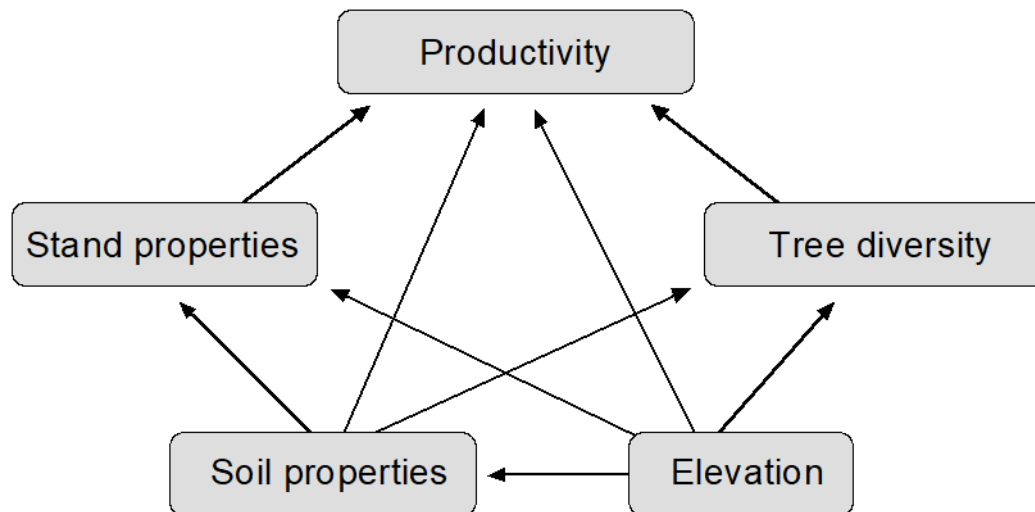 Productivity
Stand properties
Tree diversity
Soil properties
Elevation